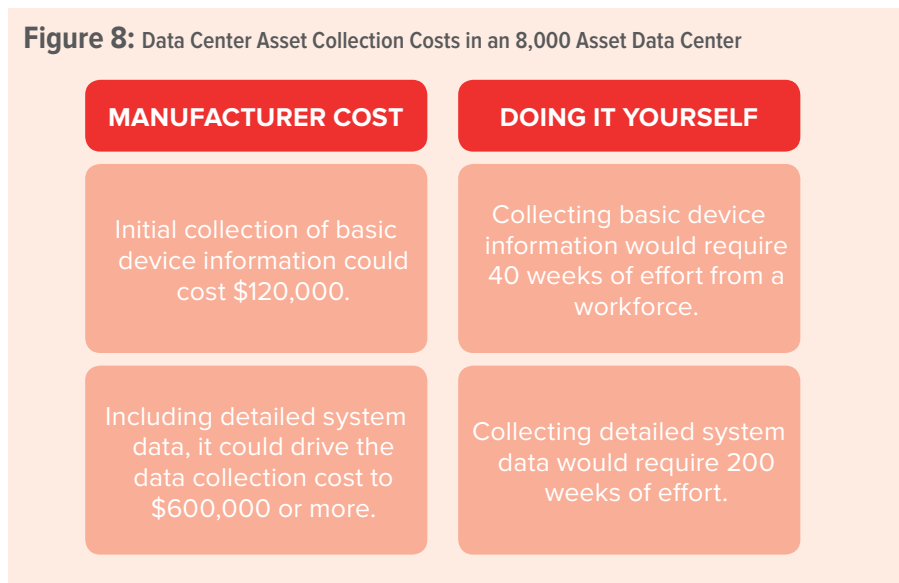 Figure 8: Data Center Asset Collection Costs in an 8,000 Asset Data Center
MANUFACTURER COST
DOING IT YOURSELF
Initial collection of basic
device information could
cost $120,000.
Collecting basic device
information would require
40 weeks of effort from a
workforce.
Including detailed system
data, it could drive the
data collection cost to
$600,000 or more.
Collecting detailed system
data would require 200
weeks of effort.